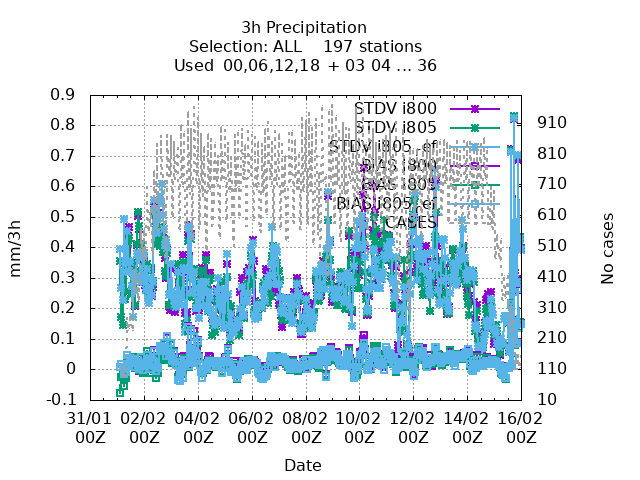 3h Precipitation
Selection: ALL 197 stations
Used 00,06,12,18 + 03 04 ... 36
0.9
0.8
0.7
0.6
0.5
0.4
0.3
0.2
0.1
0
-0.1
mm/3h
STDV i800
STDV i805
STDV i805_ef
BIAS i800
BIAS i805
BIAS i805_ef
CASES
910
810
710
610
510
410
310
210
110
10
No cases
31/01 02/02 04/02 06/02 08/02 10/02 12/02 14/02 16/02
00Z 00Z 00Z 00Z 00Z 00Z 00Z 00Z 00Z
Date